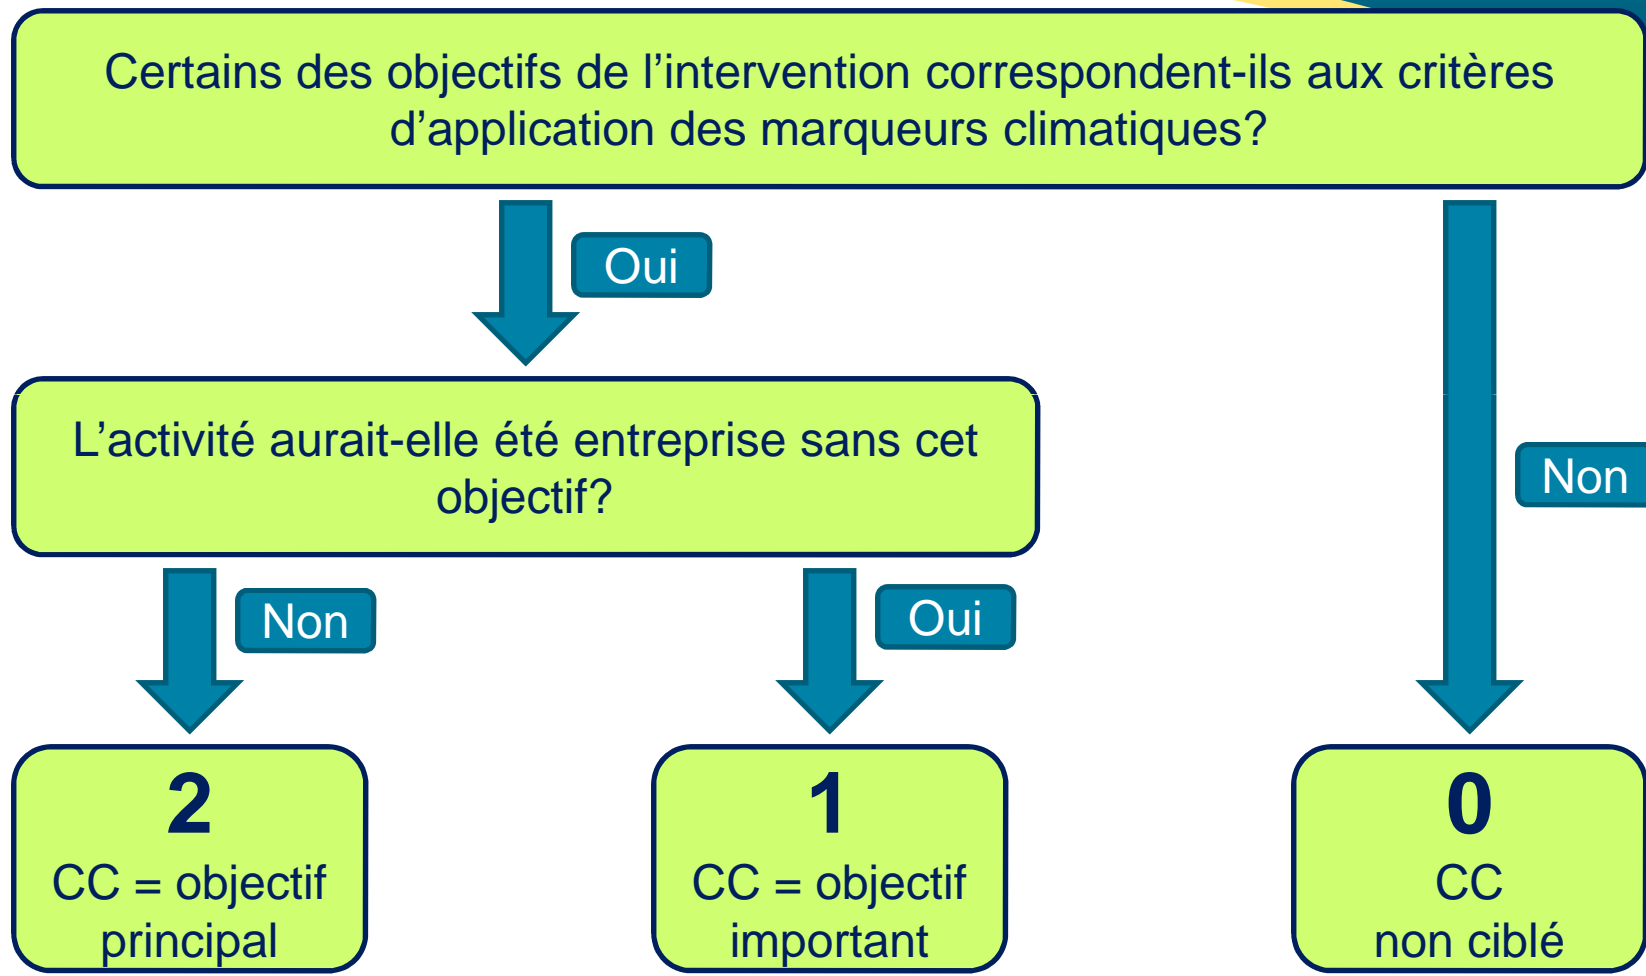 Certains des objectifs de l’intervention correspondent-ils aux critères
d’application des marqueurs climatiques?
Oui
L’activité aurait-elle été entreprise sans cet
objectif?
Non
Non
Oui
2
CC = objectif
principal
1
CC = objectif
important
0
CC
non ciblé